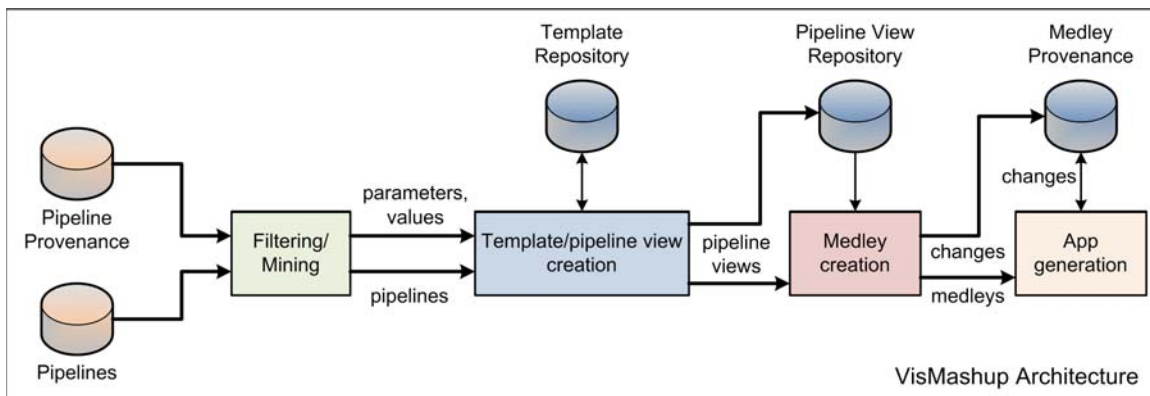 Template
Repository
Pipeline View
Repository
Medley
Provenance
Pipeline
Provenance
Pipelines
Filtering/
Mining
parameters,
values
pipelines
Template/pipeline view
creation
pipeline
views
Medley
creation
changes
changes
medleys
App
generation
VisMashup Architecture